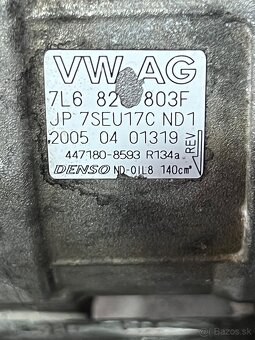 VW AG
7L6 820 803F
JP 7SEU17C ND1
2005 04 01319
REV
447180-8593 R134a
DENSO ND-OIL8 140cm³